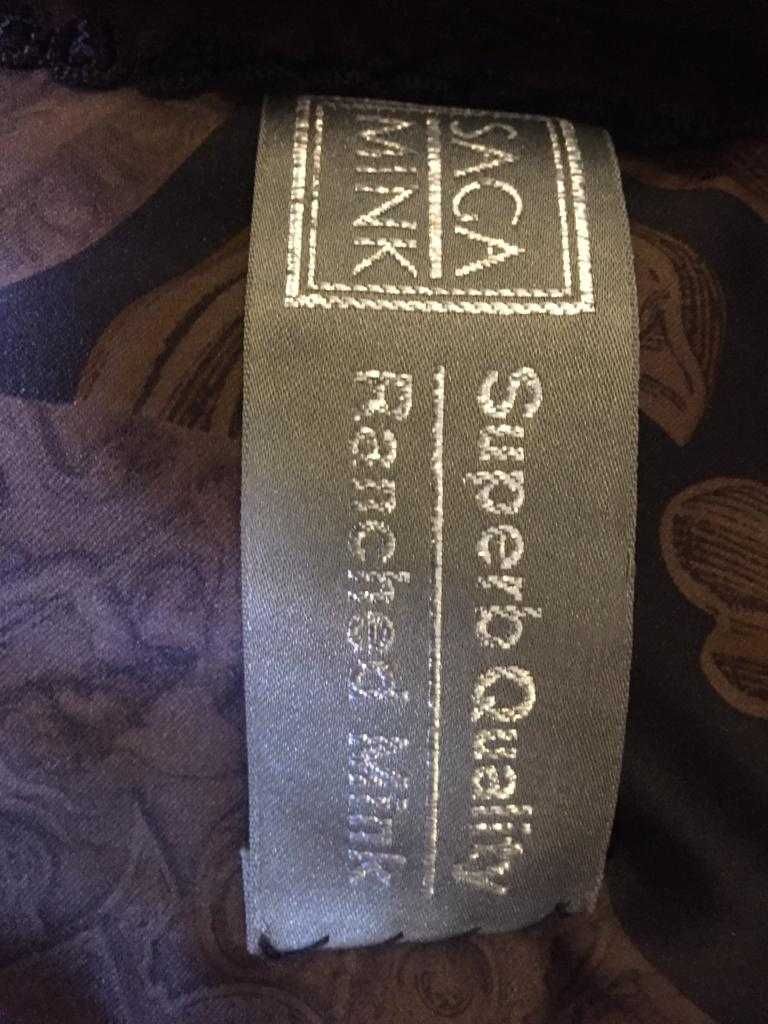 SAGA
MINK
Superb Quality
Ranched Mink